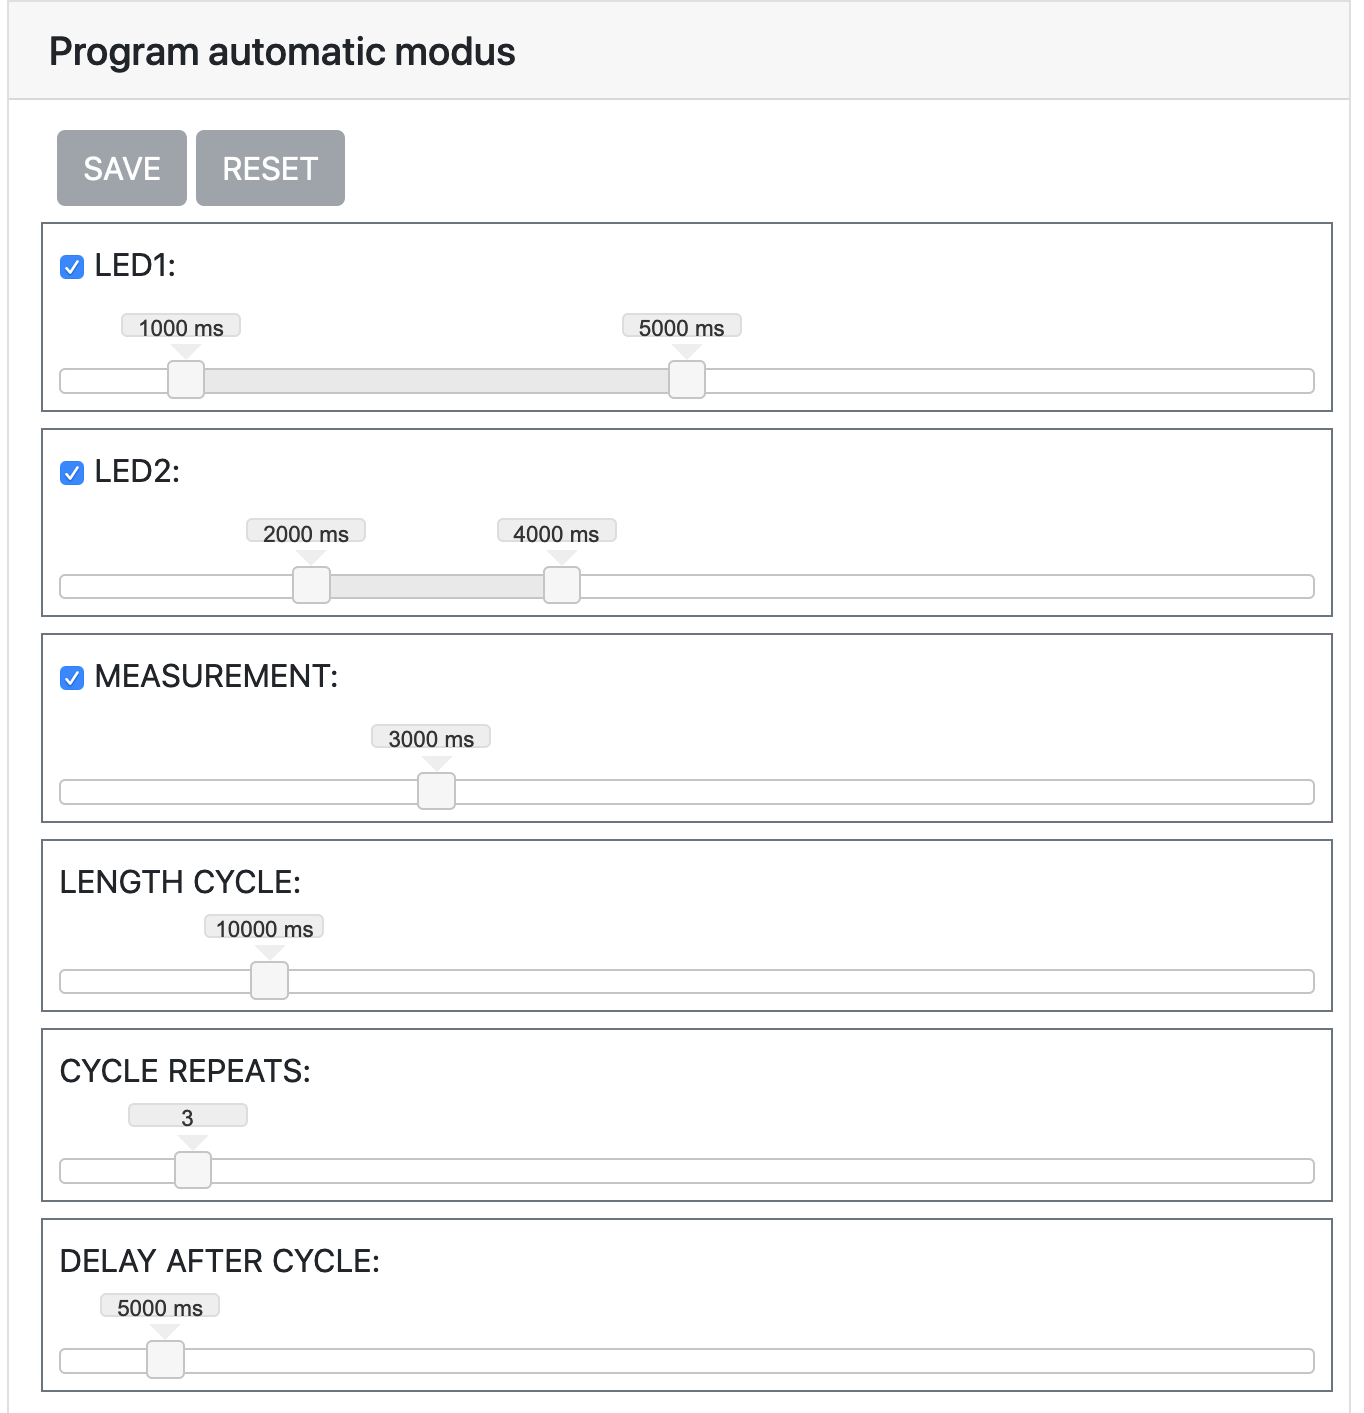 Program automatic modus
SAVE RESET
LED1:
1000 ms 5000 ms
LED2:
2000 ms 4000 ms
MEASUREMENT:
3000 ms
LENGTH CYCLE:
10000 ms
CYCLE REPEATS:
3
DELAY AFTER CYCLE:
5000 ms